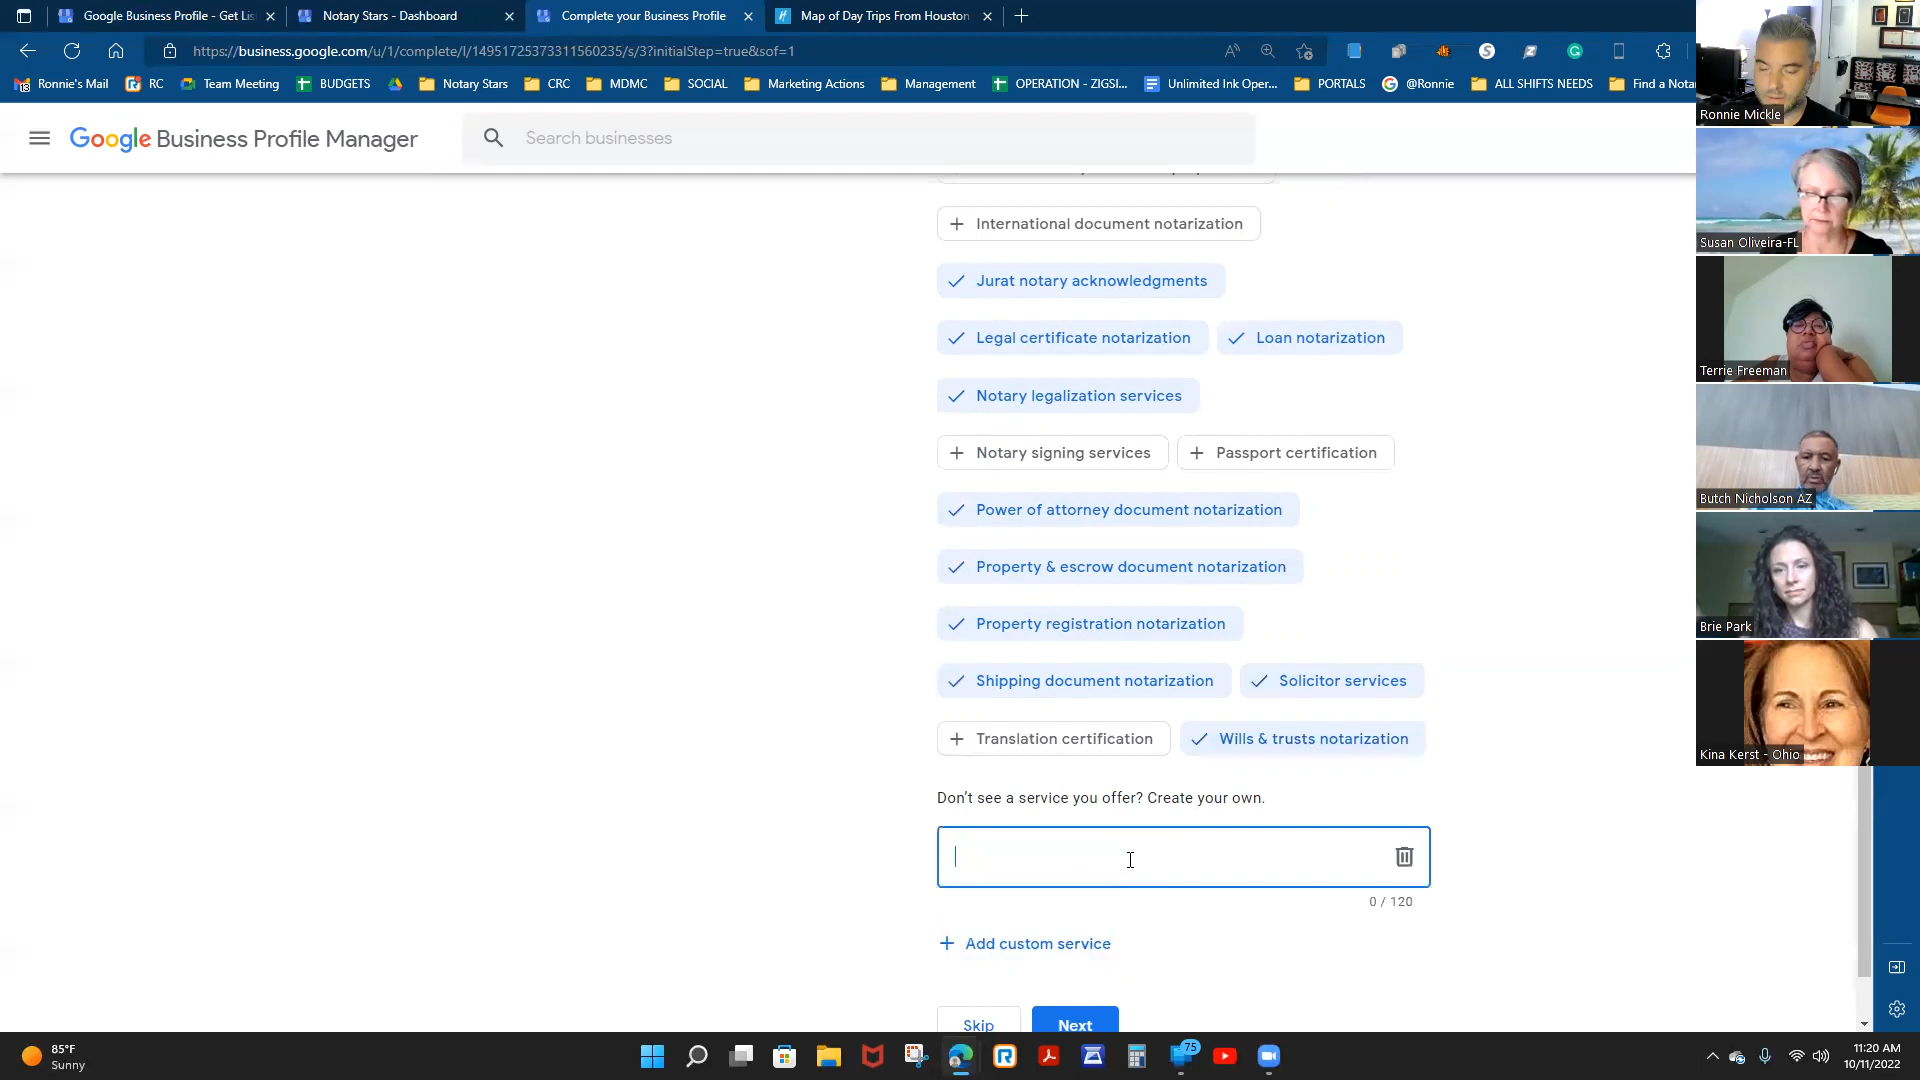 Google Business Profile - Get Lis
Notary Stars - Dashboard
Complete your Business Profile
Map of Day Trips From Houston
https://business.google.com/u/1/complete/l/14951725373311560235/s/3?initialStep=true&sof=1
Ronnie's Mail
RC
Team Meeting
BUDGETS
Notary Stars
CRC
MDMC
SOCIAL
Marketing Actions
Management
OPERATION - ZIGSI...
Unlimited Ink Oper...
PORTALS
@Ronnie
ALL SHIFTS NEEDS
Find a Nota
Google Business Profile Manager
Search businesses
International document notarization
Jurat notary acknowledgments
Legal certificate notarization
Loan notarization
Notary legalization services
Notary signing services
Passport certification
Power of attorney document notarization
Property & escrow document notarization
Property registration notarization
Shipping document notarization
Solicitor services
Translation certification
Wills & trusts notarization
Don't see a service you offer? Create your own.
0 / 120
Add custom service
Skip
Next
Ronnie Mickle
Susan Oliveira-FL
Terrie Freeman
Butch Nicholson AZ
Brie Park
Kina Kerst - Ohio
85°F
Sunny
75
11:20 AM
10/11/2022